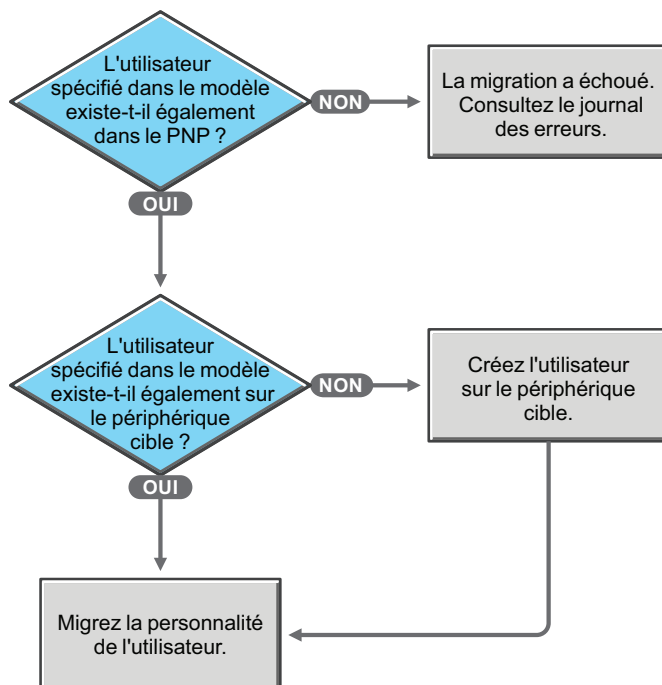 L'utilisateur
spécifié dans le modèle
existe-t-il également
dans le PNP ?
NON
La migration a échoué.
Consultez le journal
des erreurs.
OUI
L'utilisateur
spécifié dans le modèle
existe-t-il également sur
le périphérique
cible ?
NON
Créez l'utilisateur
sur le périphérique
cible.
OUI
Migrez la personnalité
de l'utilisateur.